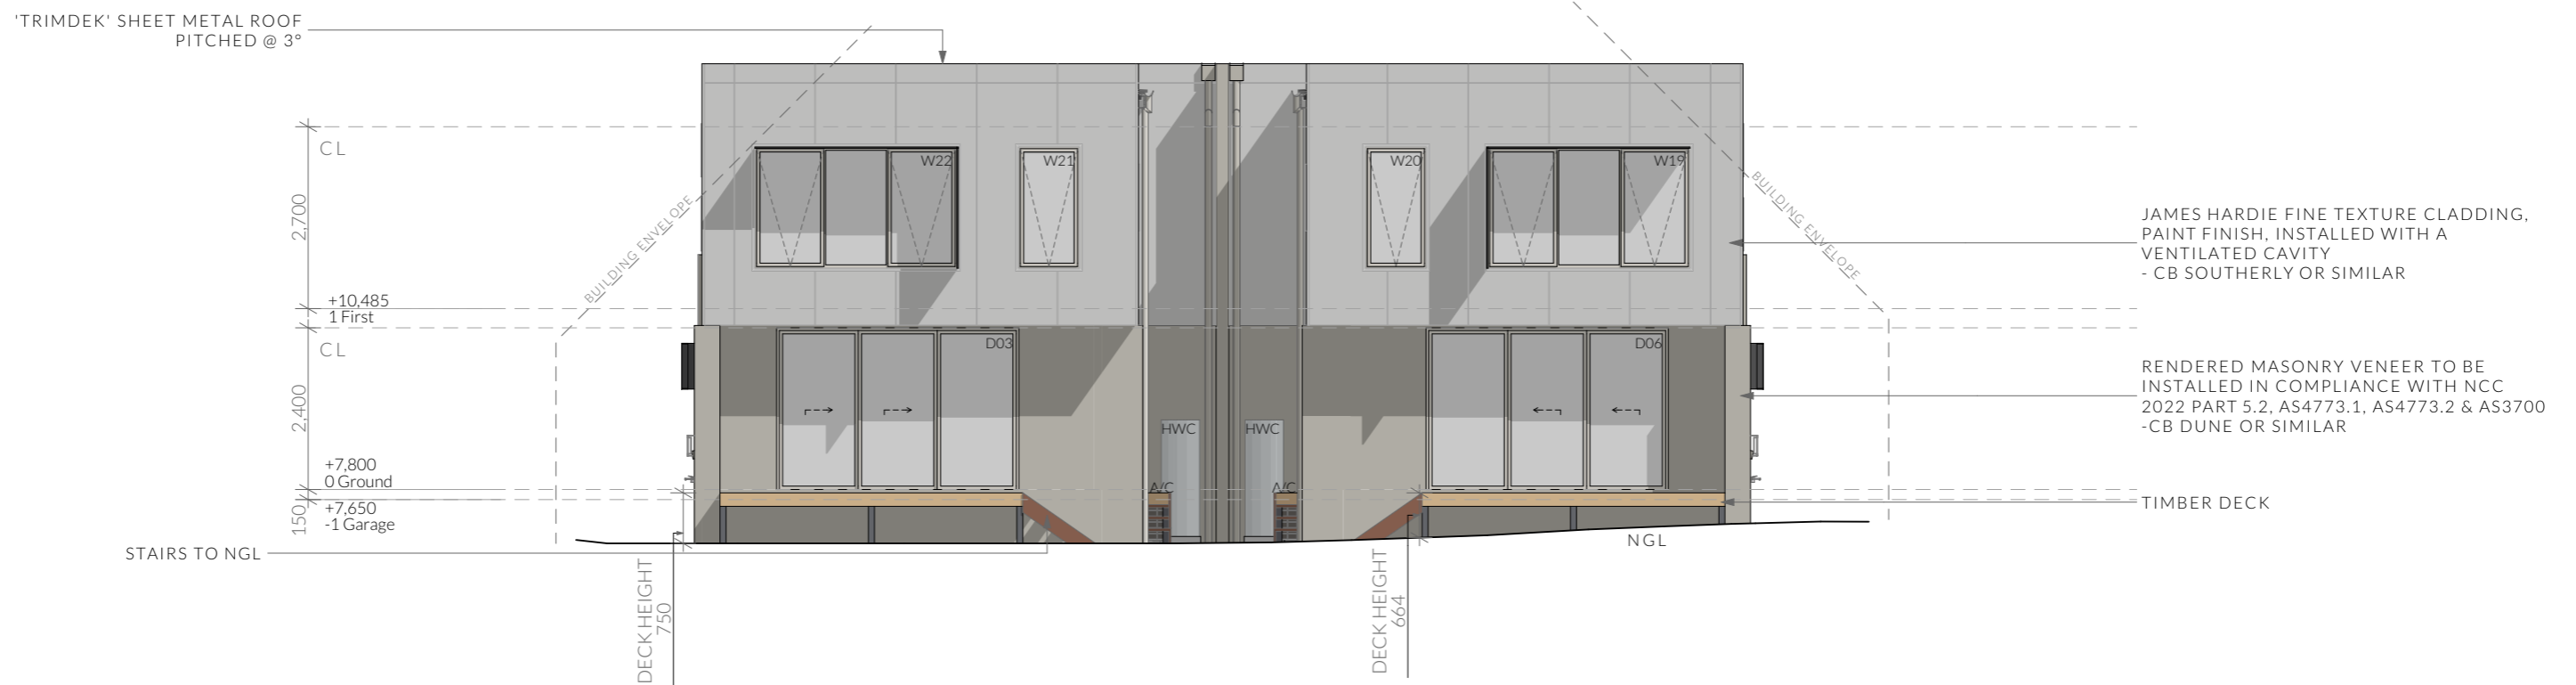 'TRIMDEK' SHEET METAL ROOF
PITCHED @ 3°
CL
2,700
+10,485
1 First
CL
2,400
+7,800
0 Ground
+7,650
-1 Garage
150
STAIRS TO NGL
BUILDING ENVELOPE
W22
W21
W20
W19
BUILDING ENVELOPE
D03
D06
HWC
HWC
A/C
A/C
NGL
DECK HEIGHT
750
DECK HEIGHT
664
JAMES HARDIE FINE TEXTURE CLADDING,
PAINT FINISH, INSTALLED WITH A
VENTILATED CAVITY
- CB SOUTHERLY OR SIMILAR
RENDERED MASONRY VENEER TO BE
INSTALLED IN COMPLIANCE WITH NCC
2022 PART 5.2, AS4773.1, AS4773.2 & AS3700
-CB DUNE OR SIMILAR
TIMBER DECK